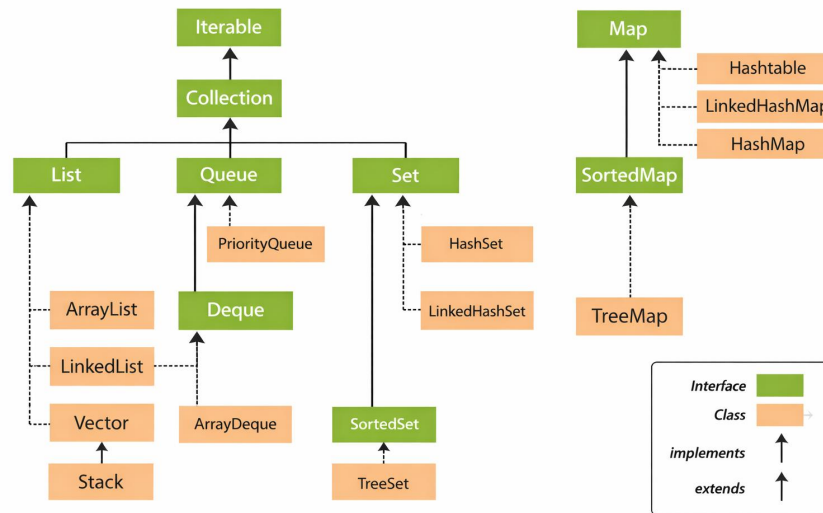 Iterable
Map
Hashtable
Collection
LinkedHashMap
HashMap
List
Queue
Set
SortedMap
PriorityQueue
HashSet
ArrayList
Deque
LinkedHashSet
TreeMap
LinkedList
Interface
Vector
ArrayDeque
SortedSet
Class
implements
Stack
TreeSet
extends